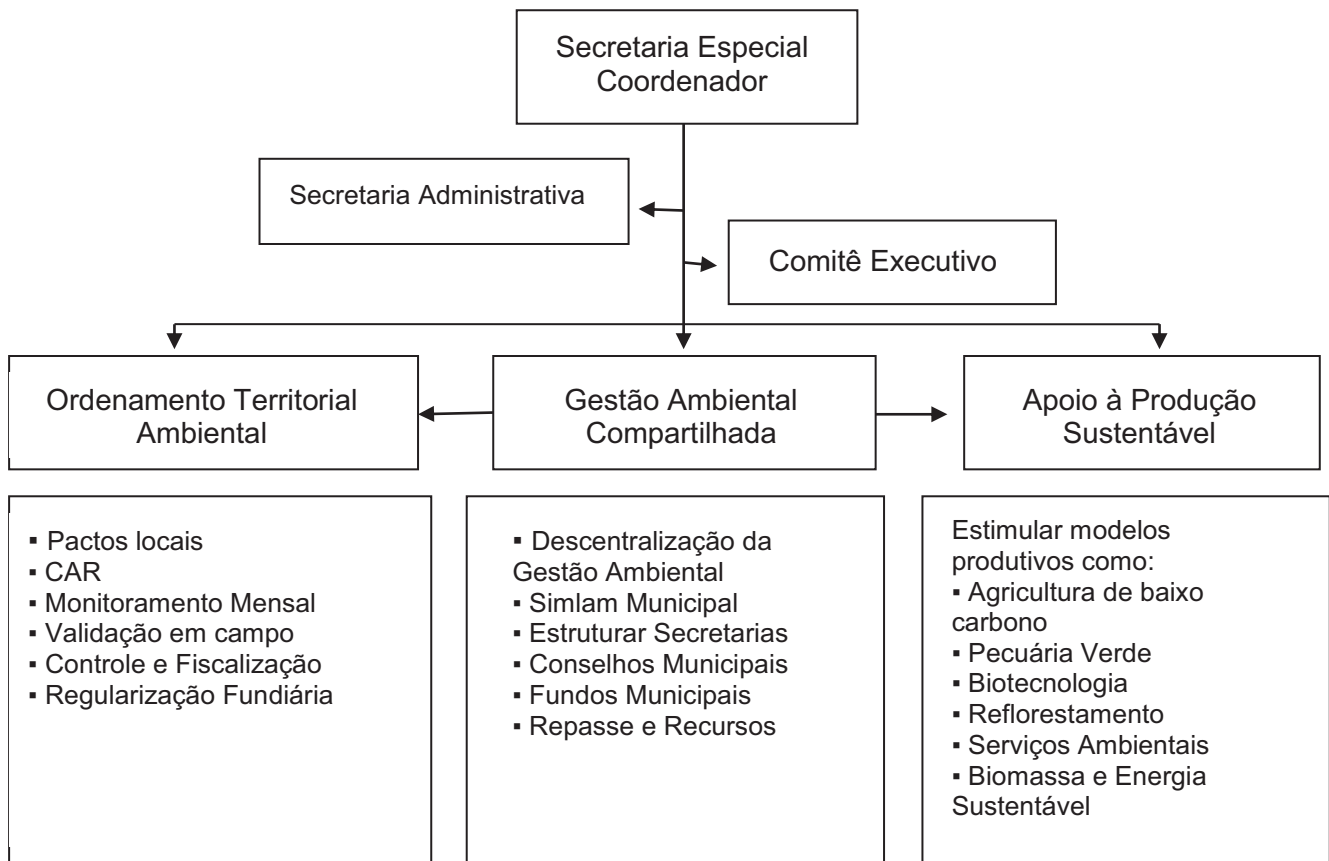 Secretaria Especial
Coordenador
Secretaria Administrativa
Comitê Executivo
Ordenamento Territorial
Ambiental
Gestão Ambiental
Compartilhada
Apoio à Produção
Sustentável
▪ Pactos locais
▪ CAR
▪ Monitoramento Mensal
▪ Validação em campo
▪ Controle e Fiscalização
▪ Regularização Fundiária
▪ Descentralização da
Gestão Ambiental
▪ Simlam Municipal
▪ Estruturar Secretarias
▪ Conselhos Municipais
▪ Fundos Municipais
▪ Repasse e Recursos
Estimular modelos
produtivos como:
▪ Agricultura de baixo
carbono
▪ Pecuária Verde
▪ Biotecnologia
▪ Reflorestamento
▪ Serviços Ambientais
▪ Biomassa e Energia
Sustentável